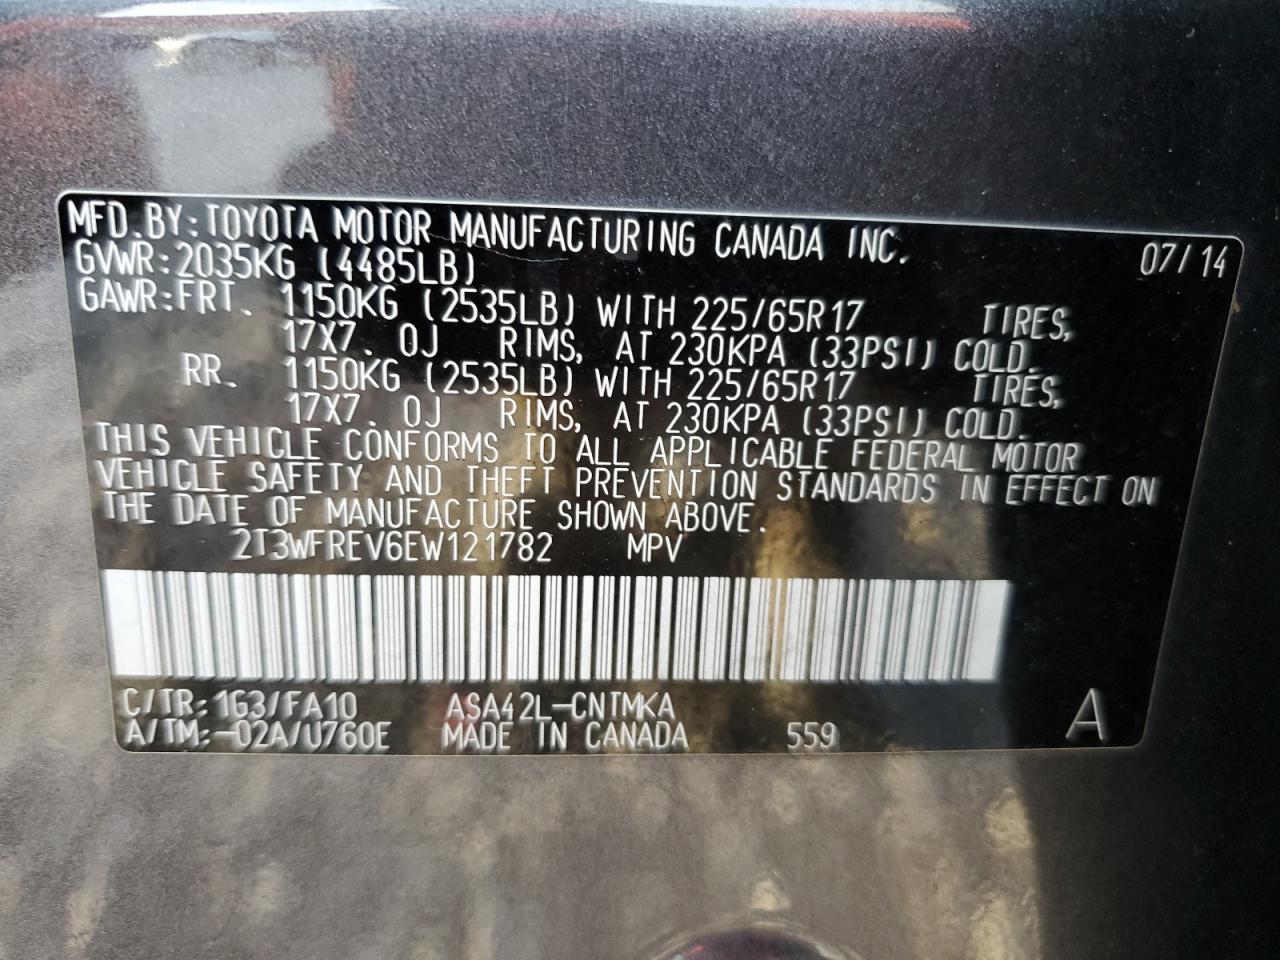 MFD.BY:TOYOTA MOTOR MANUFACTURING CANADA INC. 07/14
GVWR:2035KG (4485LB)
GAWR:FRT. 1150KG (2535LB) WITH 225/65R17 TIRES,
17X7.0J RIMS, AT 230KPA (33PSI) COLD.
RR. 1150KG (2535LB) WITH 225/65R17 TIRES,
17X7.0J RIMS, AT 230KPA (33PSI) COLD.
THIS VEHICLE CONFORMS TO ALL APPLICABLE FEDERAL MOTOR
VEHICLE SAFETY AND THEFT PREVENTION STANDARDS IN EFFECT ON
THE DATE OF MANUFACTURE SHOWN ABOVE.
2T3WFREV6EW121782 MPV
C/TR:1G3/FA10 ASA42L-CNTMKA
A/TM:-02A/U760E MADE IN CANADA 559 A